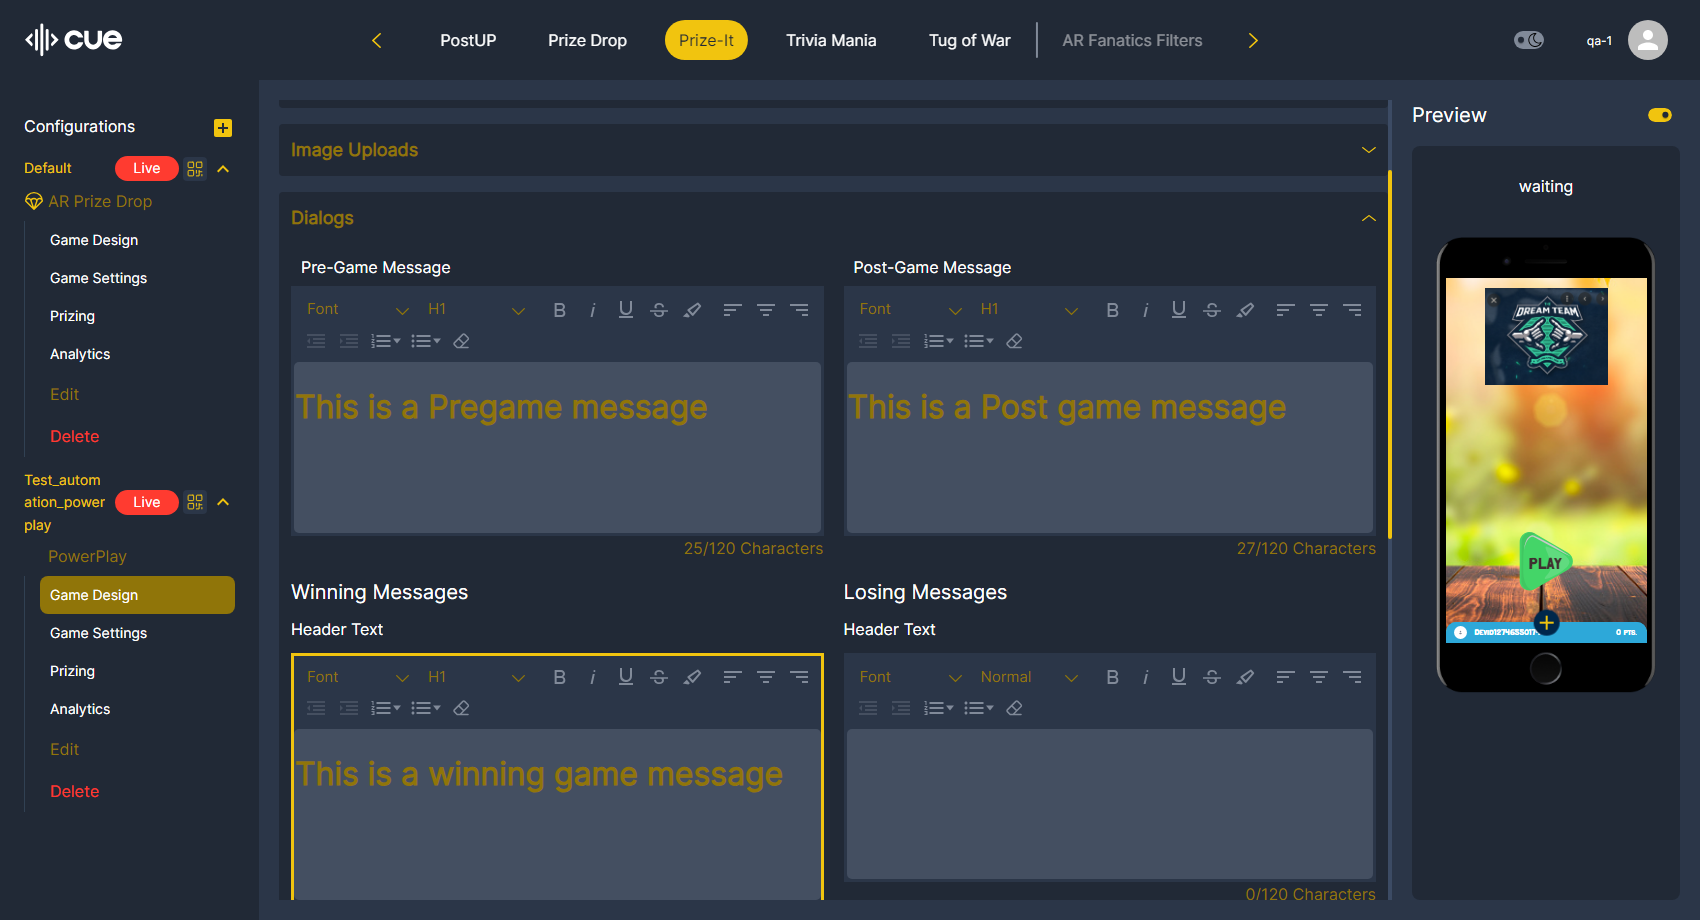 cue
PostUP
Prize Drop
Prize-It
Trivia Mania
Tug of War
AR Fanatics Filters
qa-1
Configurations
Default
Live
AR Prize Drop
Game Design
Game Settings
Prizing
Analytics
Edit
Delete
Test_autom
ation_power
play
Live
PowerPlay
Game Design
Game Settings
Prizing
Analytics
Edit
Delete
Image Uploads
Dialogs
Pre-Game Message
Font
H1
This is a Pregame message
25/120 Characters
Post-Game Message
Font
H1
This is a Post game message
27/120 Characters
Winning Messages
Header Text
Font
H1
This is a winning game message
Losing Messages
Header Text
Font
Normal
0/120 Characters
Preview
waiting
DREAM TEAM
PLAY
0 PTS.